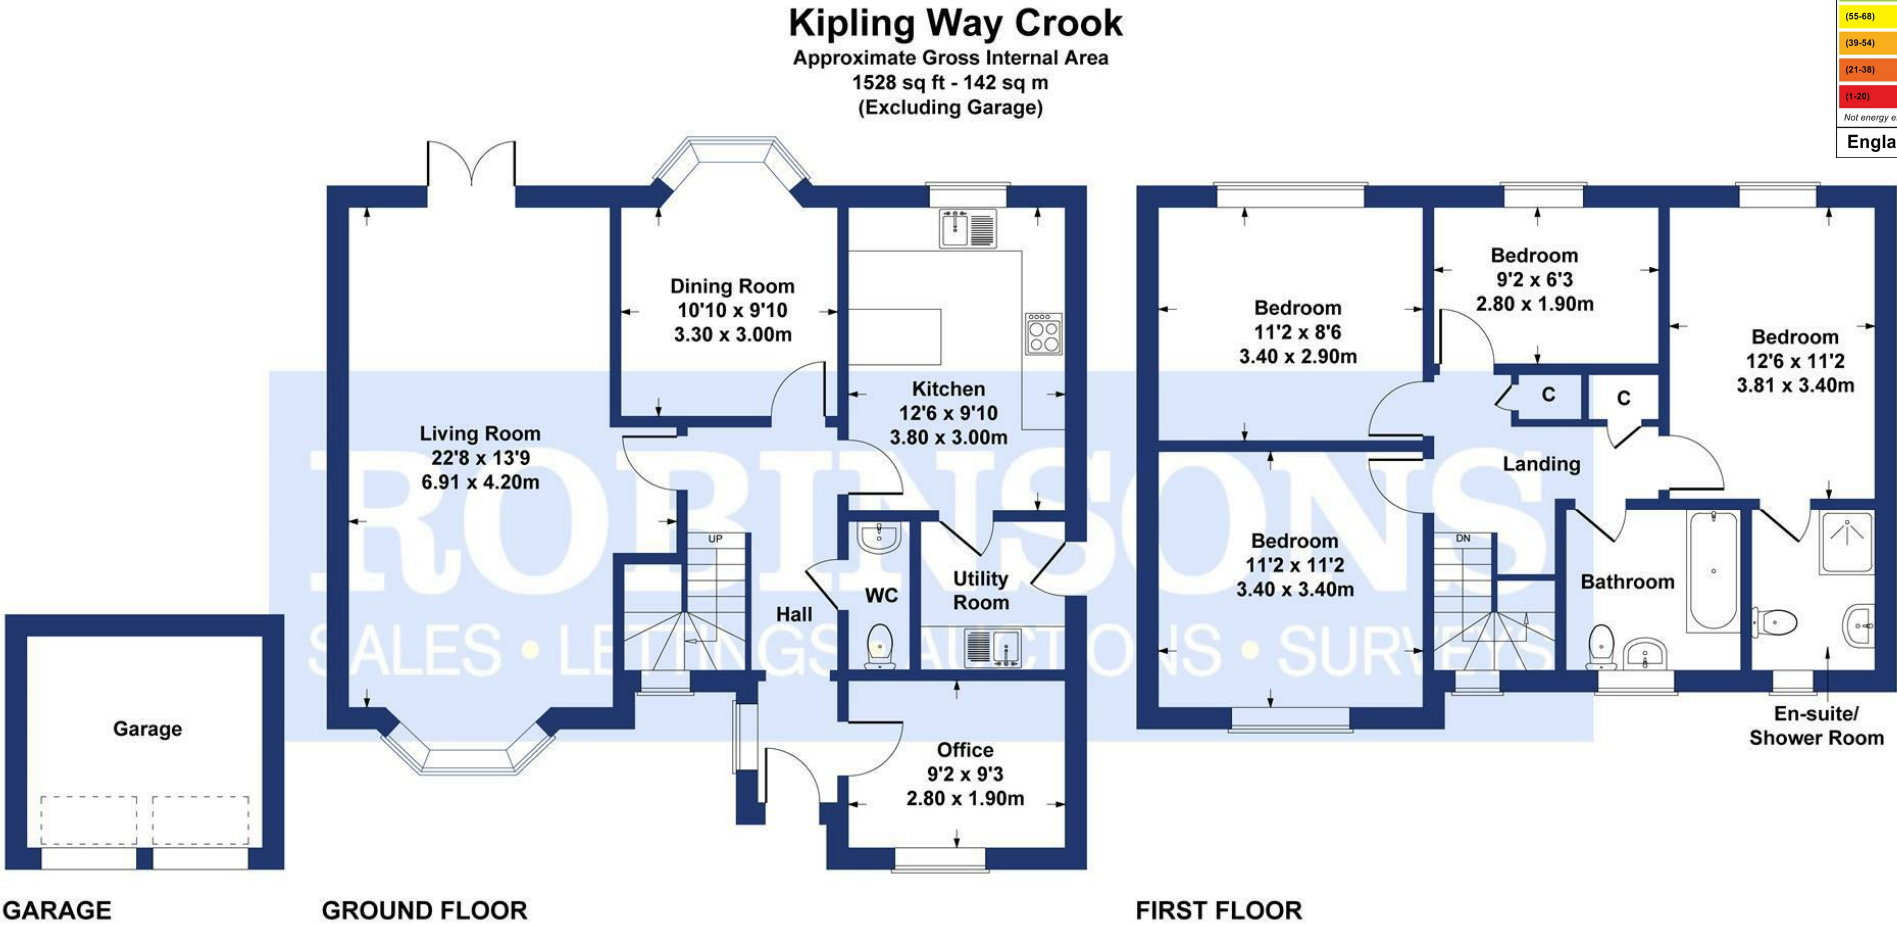 Kipling Way Crook
Approximate Gross Internal Area
1528 sq ft - 142 sq m
(Excluding Garage)
(55-68)
(39-54)
(21-38)
(1-20)
Not energy e
Engla
Living Room
22'8 x 13'9
6.91 x 4.20m
Dining Room
10'10 x 9'10
3.30 x 3.00m
Kitchen
12'6 x 9'10
3.80 x 3.00m
UP
Hall
WC
Utility
Room
Office
9'2 x 9'3
2.80 x 1.90m
Garage
Bedroom
11'2 x 8'6
3.40 x 2.90m
Bedroom
9'2 x 6'3
2.80 x 1.90m
Bedroom
12'6 x 11'2
3.81 x 3.40m
C
C
Landing
Bedroom
11'2 x 11'2
3.40 x 3.40m
DN
Bathroom
En-suite/
Shower Room
ROBINSONS
SALES • LETTINGS • AUCTIONS • SURVEYS
GARAGE
GROUND FLOOR
FIRST FLOOR